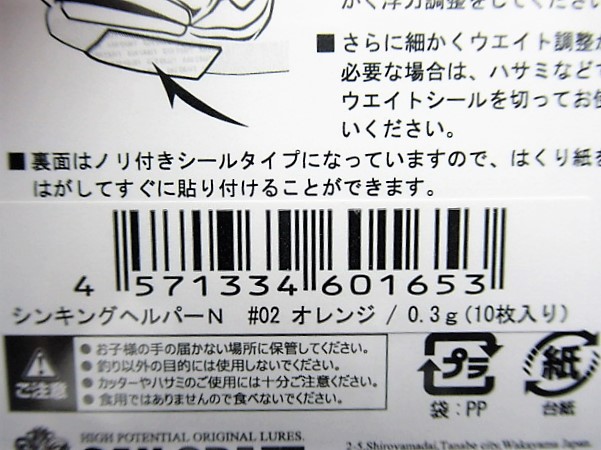 かく浮力調整をしてください
■さらに細かくウエイト調整が
必要な場合は、ハサミなどで
ウエイトシールを切ってお使
いください。
■裏面はノリ付きシールタイプになっていますので、はくり紙を
はがしてすぐに貼り付けることができます。
4 571334 601653
シンキングヘルパーN #02 オレンジ / 0.3g(10枚入り)
ご注意
●お子様の手の届かない場所に保管してください。
●釣り以外の目的には使用しないでください。
●カッターやハサミのご使用には十分ご注意ください。
●食用ではありませんので食べないでください。
プラ
袋:PP
紙
台紙
HIGH POTENTIAL ORIGINAL LURES.
2-5,Shiroyamadai,Tanabe city,Wakayama Japan.